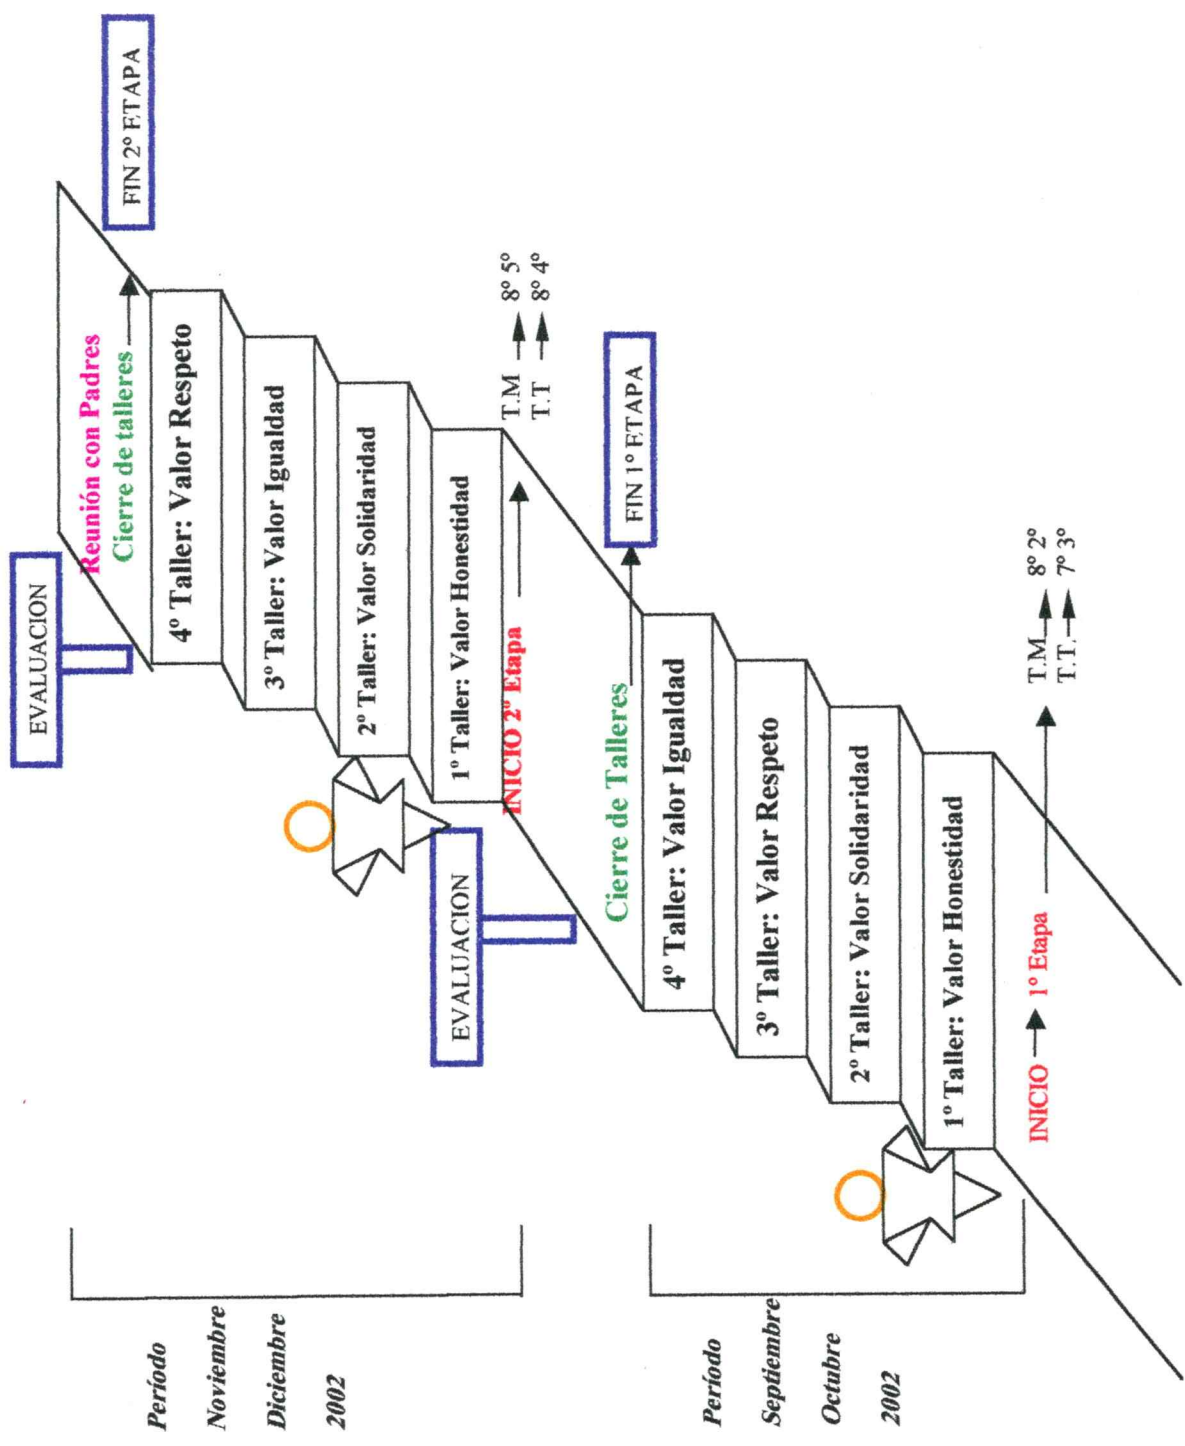 EVALUACION
Reunión con Padres
Cierre de talleres
FIN 2º ETAPA
4º Taller: Valor Respeto
3º Taller: Valor Igualdad
2º Taller: Valor Solidaridad
1º Taller: Valor Honestidad
INICIO 2º Etapa
T.M 8º 5º
T.T 8º 4º
Período
Noviembre
Diciembre
2002
EVALUACION
Cierre de Talleres
FIN 1º ETAPA
4º Taller: Valor Igualdad
3º Taller: Valor Respeto
2º Taller: Valor Solidaridad
1º Taller: Valor Honestidad
INICIO 1º Etapa
T.M. 8º 2º
T.T. 7º 3º
Período
Septiembre
Octubre
2002